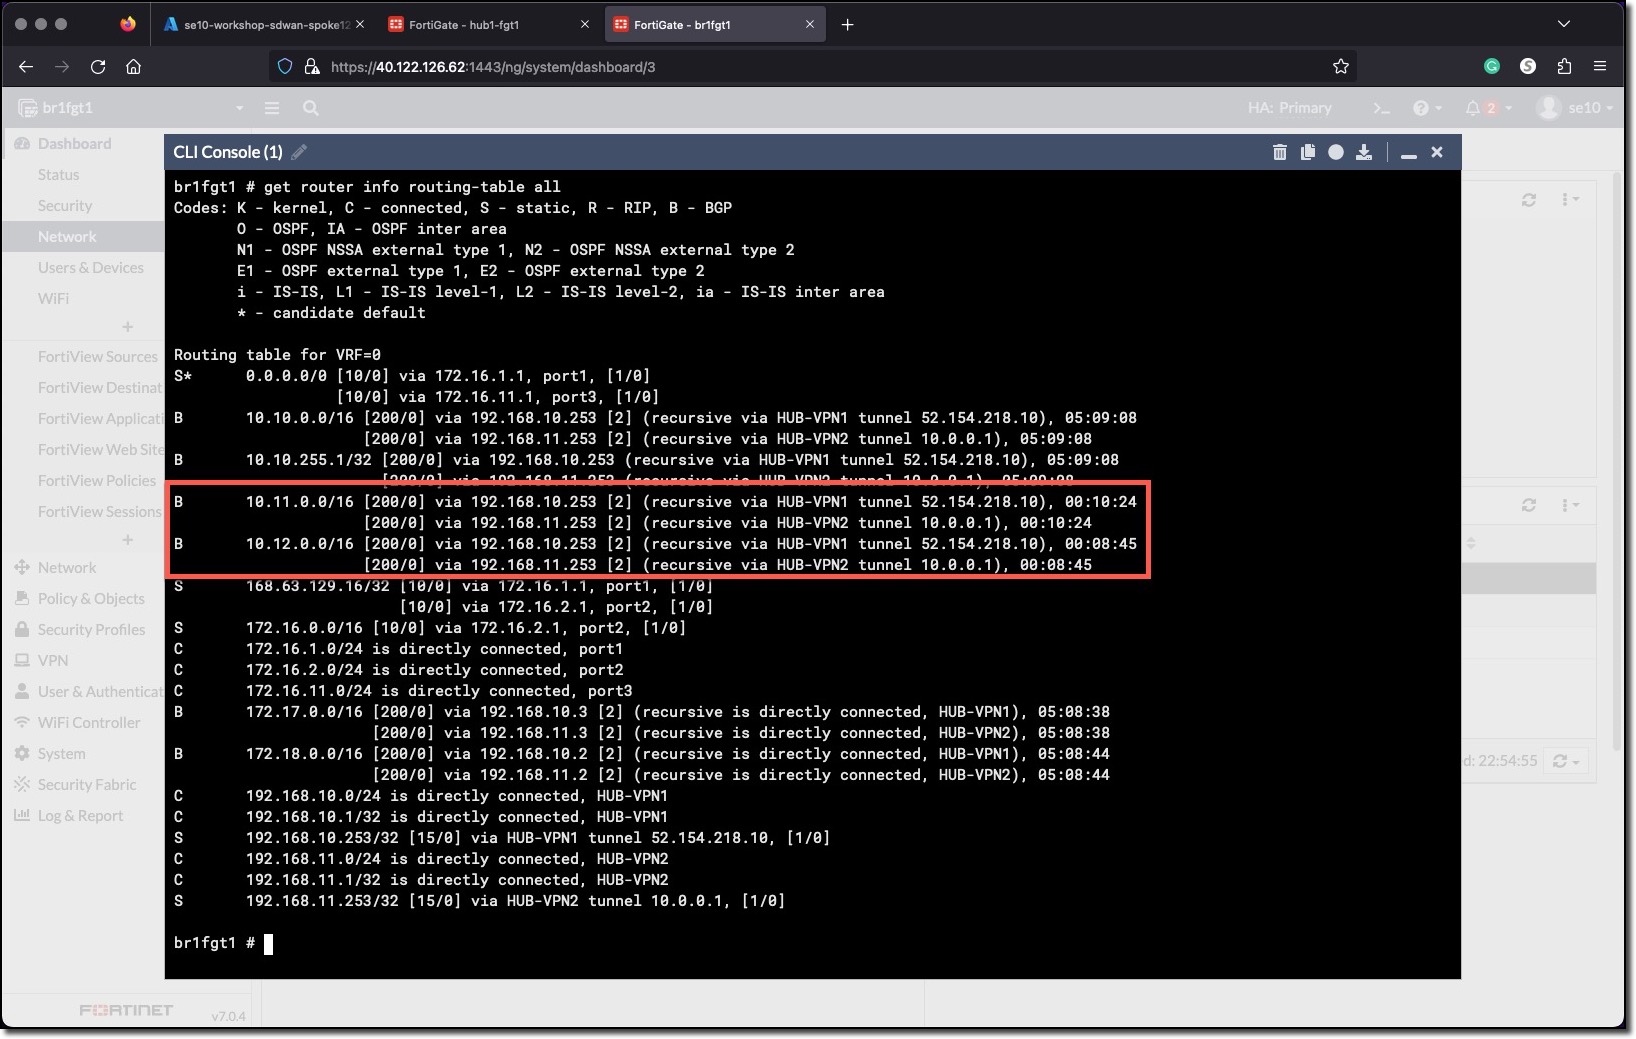 se10-workshop-sdwan-spoke12
FortiGate - hub1-fgt1
FortiGate - br1fgt1
https://40.122.126.62:1443/ng/system/dashboard/3
br1fgt1
HA: Primary
2
se10
Dashboard
Status
Security
Network
Users & Devices
WiFi
FortiView Sources
FortiView Destinat
FortiView Applicati
FortiView Web Site
FortiView Policies
FortiView Sessions
Network
Policy & Objects
Security Profiles
VPN
User & Authenticat
WiFi Controller
System
Security Fabric
Log & Report
FORTINET
v7.0.4
CLI Console (1)
br1fgt1 # get router info routing-table all
Codes: K - kernel, C - connected, S - static, R - RIP, B - BGP
O - OSPF, IA - OSPF inter area
N1 - OSPF NSSA external type 1, N2 - OSPF NSSA external type 2
E1 - OSPF external type 1, E2 - OSPF external type 2
i - IS-IS, L1 - IS-IS level-1, L2 - IS-IS level-2, ia - IS-IS inter area
* - candidate default
Routing table for VRF=0
S* 0.0.0.0/0 [10/0] via 172.16.1.1, port1, [1/0]
[10/0] via 172.16.11.1, port3, [1/0]
B 10.10.0.0/16 [200/0] via 192.168.10.253 [2] (recursive via HUB-VPN1 tunnel 52.154.218.10), 05:09:08
[200/0] via 192.168.11.253 [2] (recursive via HUB-VPN2 tunnel 10.0.0.1), 05:09:08
B 10.10.255.1/32 [200/0] via 192.168.10.253 (recursive via HUB-VPN1 tunnel 52.154.218.10), 05:09:08
[200/0] via 192.168.11.253 (recursive via HUB-VPN2 tunnel 10.0.0.1), 05:09:08
B 10.11.0.0/16 [200/0] via 192.168.10.253 [2] (recursive via HUB-VPN1 tunnel 52.154.218.10), 00:10:24
[200/0] via 192.168.11.253 [2] (recursive via HUB-VPN2 tunnel 10.0.0.1), 00:10:24
B 10.12.0.0/16 [200/0] via 192.168.10.253 [2] (recursive via HUB-VPN1 tunnel 52.154.218.10), 00:08:45
[200/0] via 192.168.11.253 [2] (recursive via HUB-VPN2 tunnel 10.0.0.1), 00:08:45
S 168.63.129.16/32 [10/0] via 172.16.1.1, port1, [1/0]
[10/0] via 172.16.2.1, port2, [1/0]
S 172.16.0.0/16 [10/0] via 172.16.2.1, port2, [1/0]
C 172.16.1.0/24 is directly connected, port1
C 172.16.2.0/24 is directly connected, port2
C 172.16.11.0/24 is directly connected, port3
B 172.17.0.0/16 [200/0] via 192.168.10.3 [2] (recursive is directly connected, HUB-VPN1), 05:08:38
[200/0] via 192.168.11.3 [2] (recursive is directly connected, HUB-VPN2), 05:08:38
B 172.18.0.0/16 [200/0] via 192.168.10.2 [2] (recursive is directly connected, HUB-VPN1), 05:08:44
[200/0] via 192.168.11.2 [2] (recursive is directly connected, HUB-VPN2), 05:08:44
C 192.168.10.0/24 is directly connected, HUB-VPN1
C 192.168.10.1/32 is directly connected, HUB-VPN1
S 192.168.10.253/32 [15/0] via HUB-VPN1 tunnel 52.154.218.10, [1/0]
C 192.168.11.0/24 is directly connected, HUB-VPN2
C 192.168.11.1/32 is directly connected, HUB-VPN2
S 192.168.11.253/32 [15/0] via HUB-VPN2 tunnel 10.0.0.1, [1/0]
br1fgt1 #
d: 22:54:55